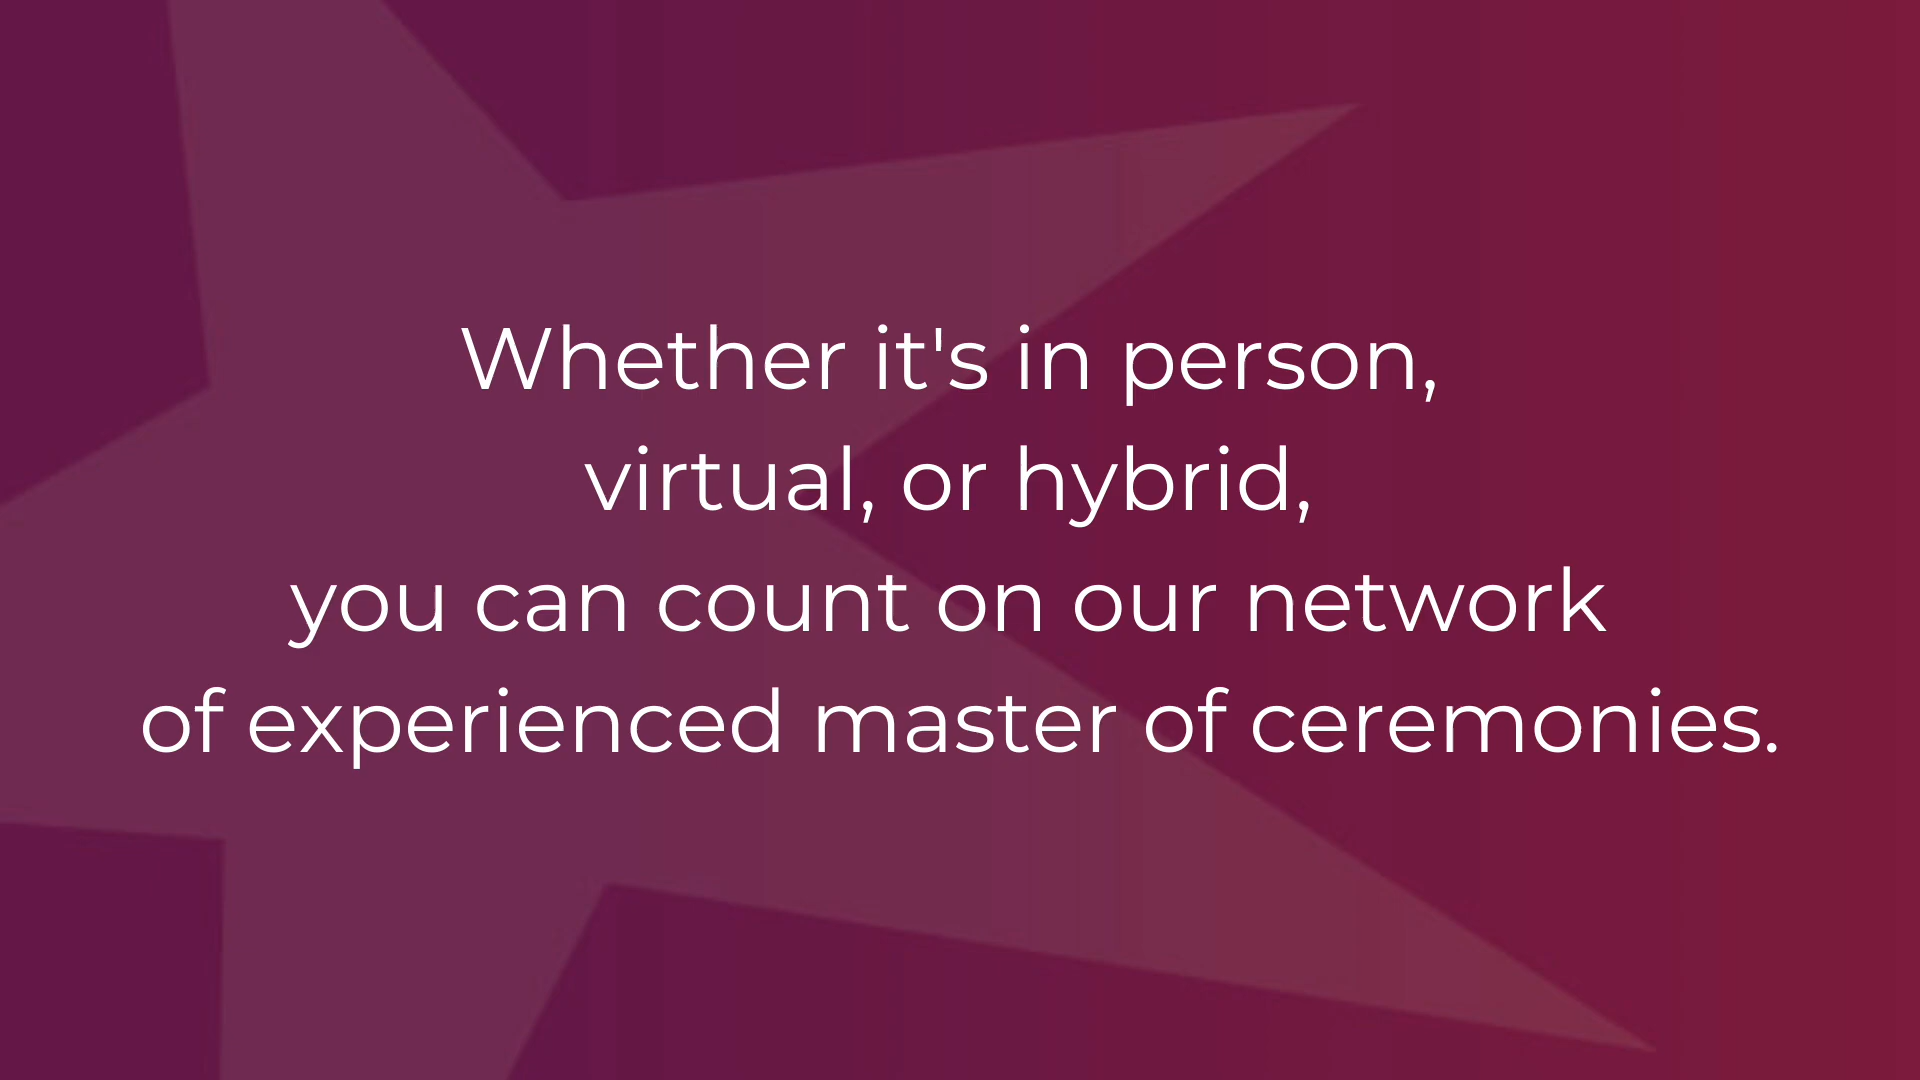 Whether it's in person,
virtual, or hybrid,
you can count on our network
of experienced master of ceremonies.